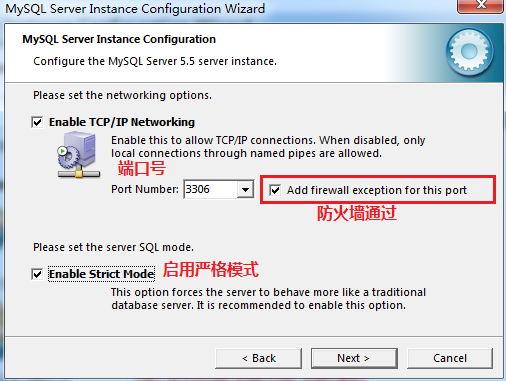 MySQL Server Instance Configuration Wizard
MySQL Server Instance Configuration
Configure the MySQL Server 5.5 server instance.
Please set the networking options.
Enable TCP/IP Networking
Enable this to allow TCP/IP connections. When disabled, only
local connections through named pipes are allowed.
端口号
Port Number: 3306 Add firewall exception for this port
防火墙通过
Please set the server SQL mode.
Enable Strict Mode 启用严格模式
This option forces the server to behave more like a traditional
database server. It is recommended to enable this option.
< Back Next > Cancel